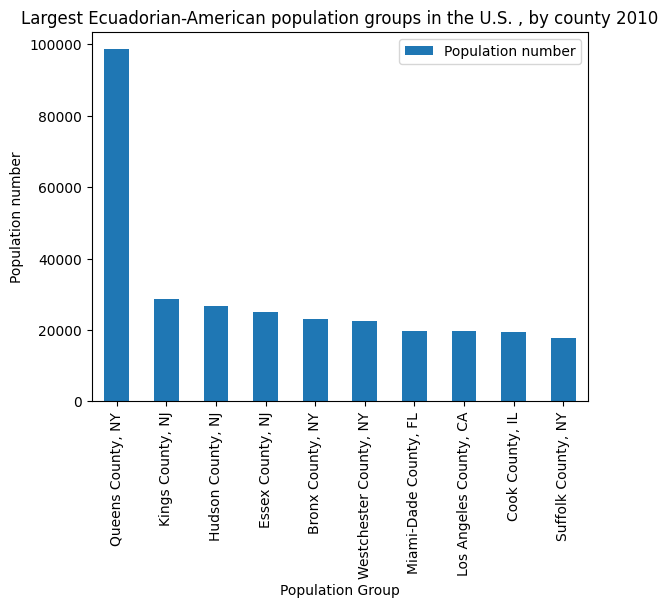 Largest Ecuadorian-American population groups in the U.S. , by county 2010
Population number
100000
80000
60000
40000
20000
0
Population number
Queens County, NY
Kings County, NJ
Hudson County, NJ
Essex County, NJ
Bronx County, NY
Westchester County, NY
Miami-Dade County, FL
Los Angeles County, CA
Cook County, IL
Suffolk County, NY
Population Group